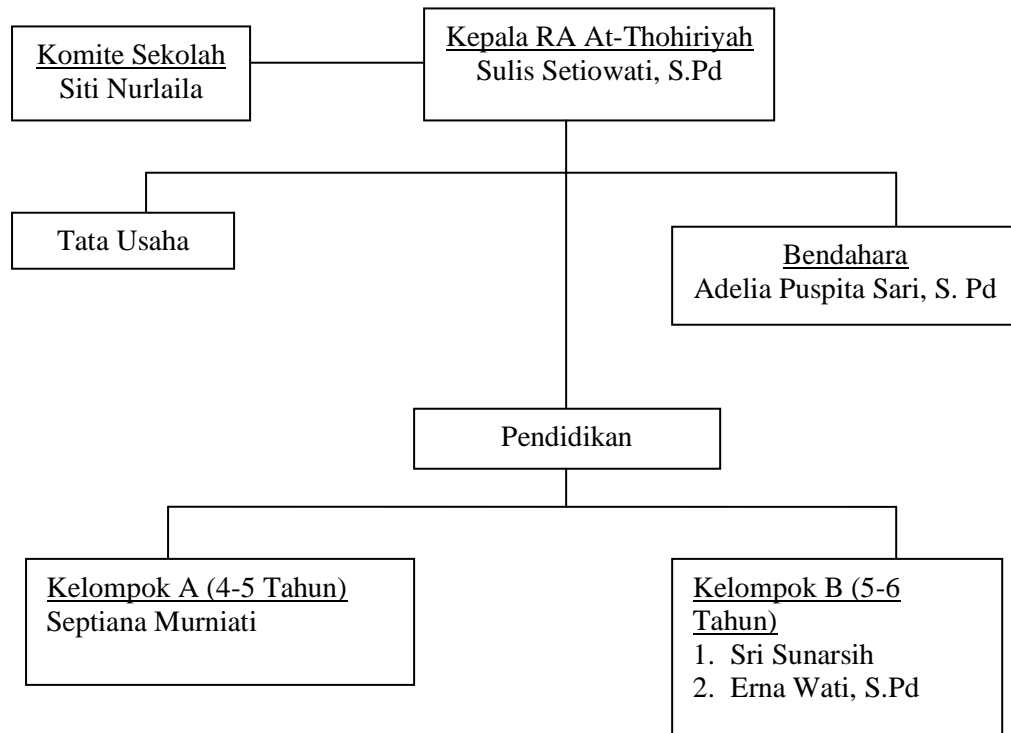 Komite Sekolah
Siti Nurlaila
Kepala RA At-Thohiriyah
Sulis Setiowati, S.Pd
Tata Usaha
Bendahara
Adelia Puspita Sari, S. Pd
Pendidikan
Kelompok A (4-5 Tahun)
Septiana Murniati
Kelompok B (5-6
Tahun)
1. Sri Sunarsih
2. Erna Wati, S.Pd